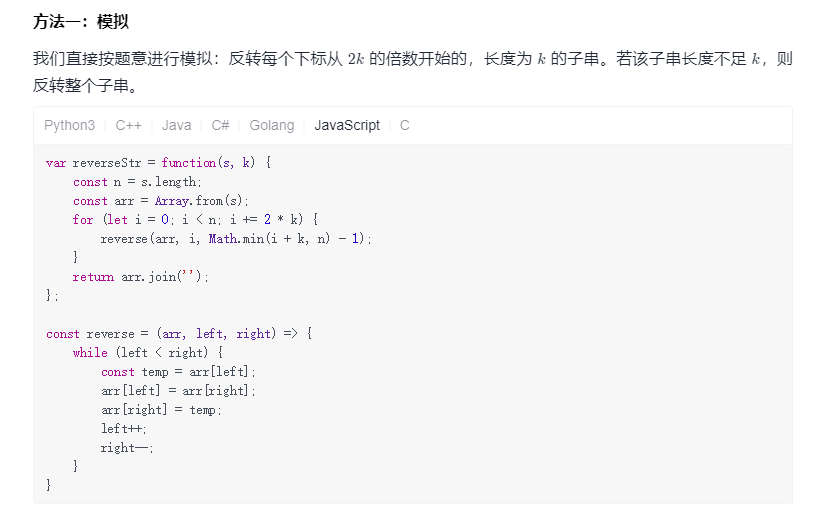 方法一：模拟
我们直接按题意进行模拟：反转每个下标从 2k 的倍数开始的，长度为 k 的子串。若该子串长度不足 k，则
反转整个子串。
Python3 C++ Java C# Golang JavaScript C
var reverseStr = function(s, k) {
    const n = s.length;
    const arr = Array.from(s);
    for (let i = 0; i < n; i += 2 * k) {
        reverse(arr, i, Math.min(i + k, n) - 1);
    }
    return arr.join('');
};
const reverse = (arr, left, right) => {
    while (left < right) {
        const temp = arr[left];
        arr[left] = arr[right];
        arr[right] = temp;
        left++;
        right--;
    }
}